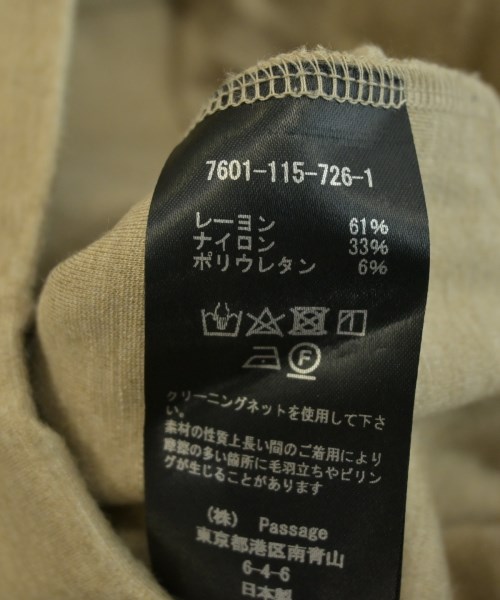 7601-115-726-1
レーヨン 61%
ナイロン 33%
ポリウレタン 6%
F
クリーニングネットを使用して下さ
い。
素材の性質上長い間のご着用により
摩擦の多い箇所に毛羽立ちやピリン
グが生じることがあります
(株) Passage
東京都港区南青山
6-4-6
日本製